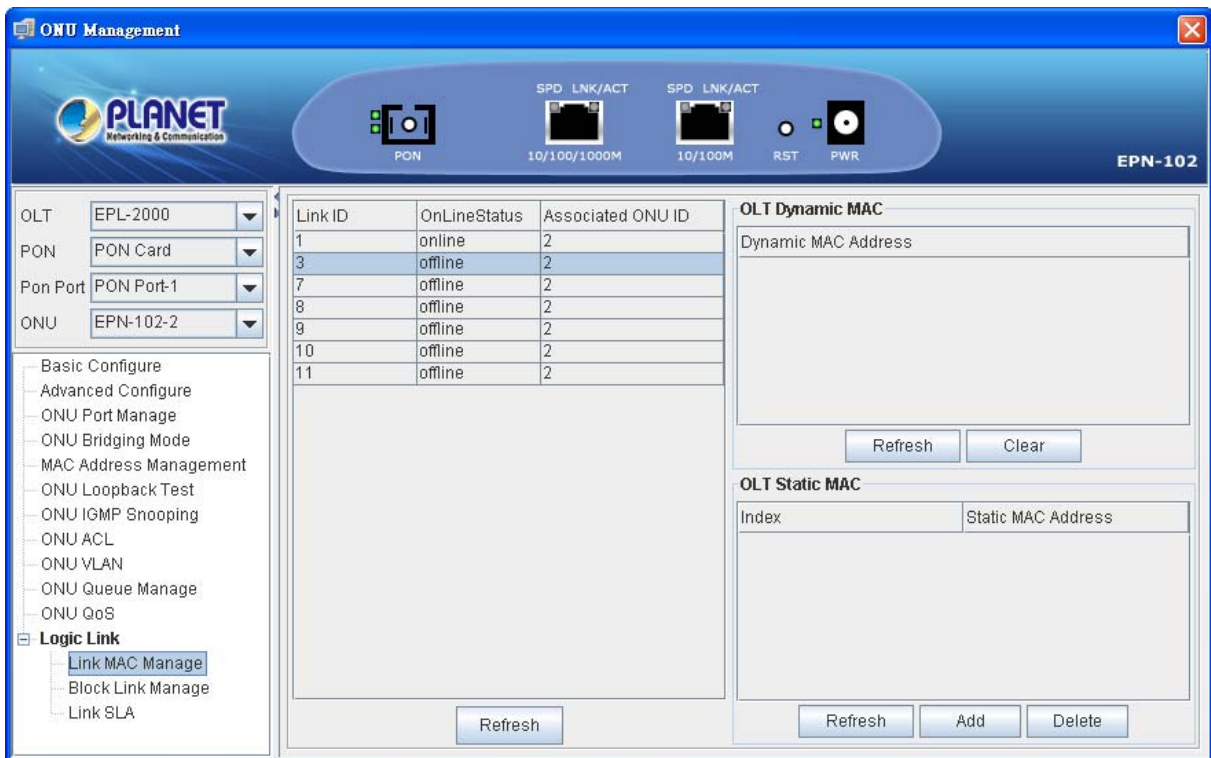 ONU Management
PLANET
Networking & Communication
SPD LNK/ACT
SPD LNK/ACT
PON
10/100/1000M
10/100M
RST
PWR
EPN-102
OLT
EPL-2000
PON
PON Card
Pon Port
PON Port-1
ONU
EPN-102-2
Basic Configure
Advanced Configure
ONU Port Manage
ONU Bridging Mode
MAC Address Management
ONU Loopback Test
ONU IGMP Snooping
ONU ACL
ONU VLAN
ONU Queue Manage
ONU QoS
Logic Link
Link MAC Manage
Block Link Manage
Link SLA
Link ID OnLineStatus Associated ONU ID
1 online 2
3 offline 2
7 offline 2
8 offline 2
9 offline 2
10 offline 2
11 offline 2
Refresh
OLT Dynamic MAC
Dynamic MAC Address
Refresh Clear
OLT Static MAC
Index Static MAC Address
Refresh Add Delete